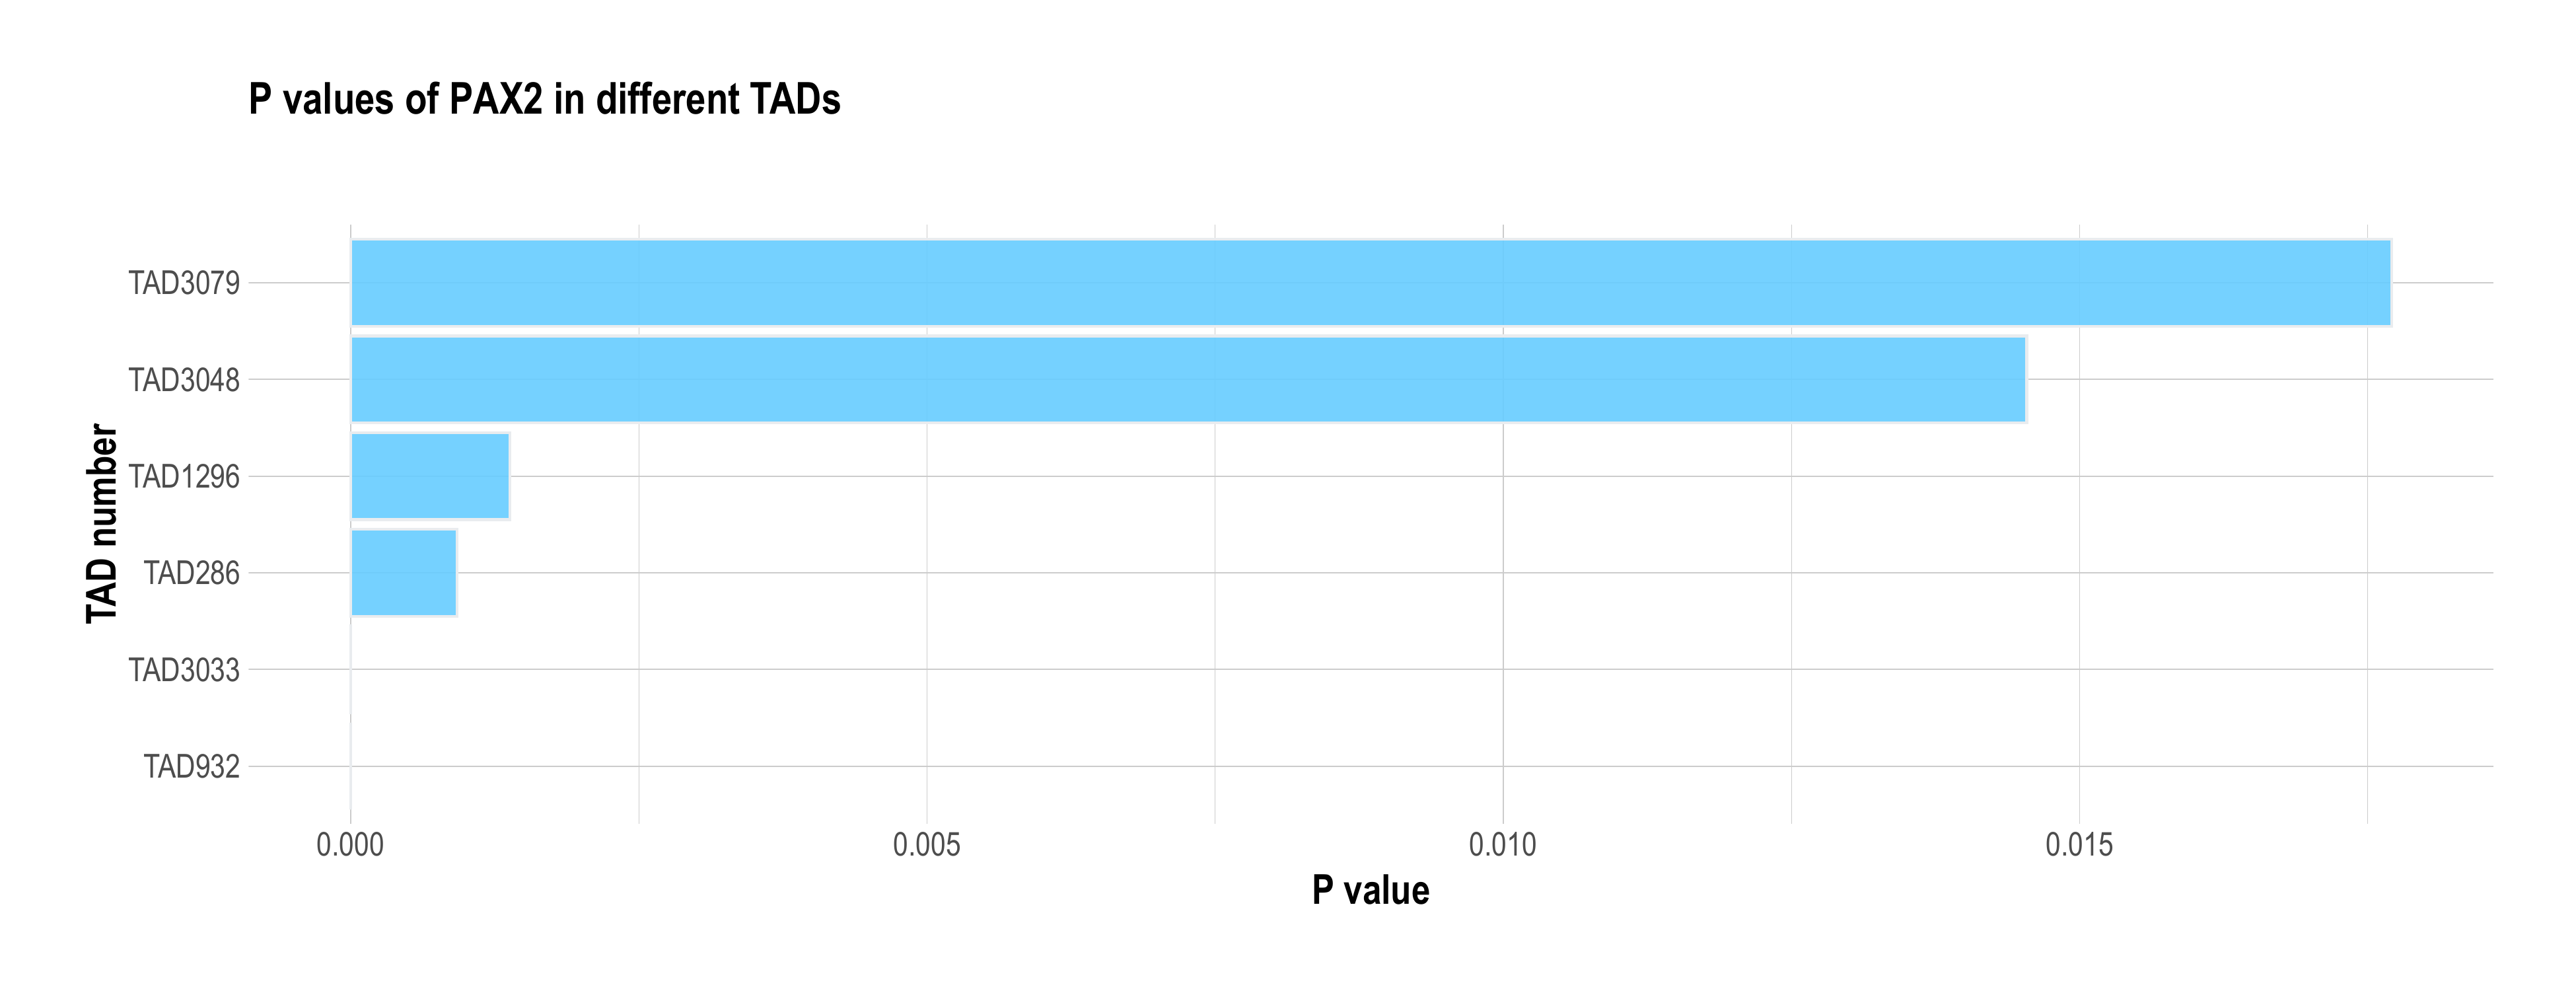 P values of PAX2 in different TADs
TAD number
TAD3079
TAD3048
TAD1296
TAD286
TAD3033
TAD932
0.000 0.005 0.010 0.015
P value